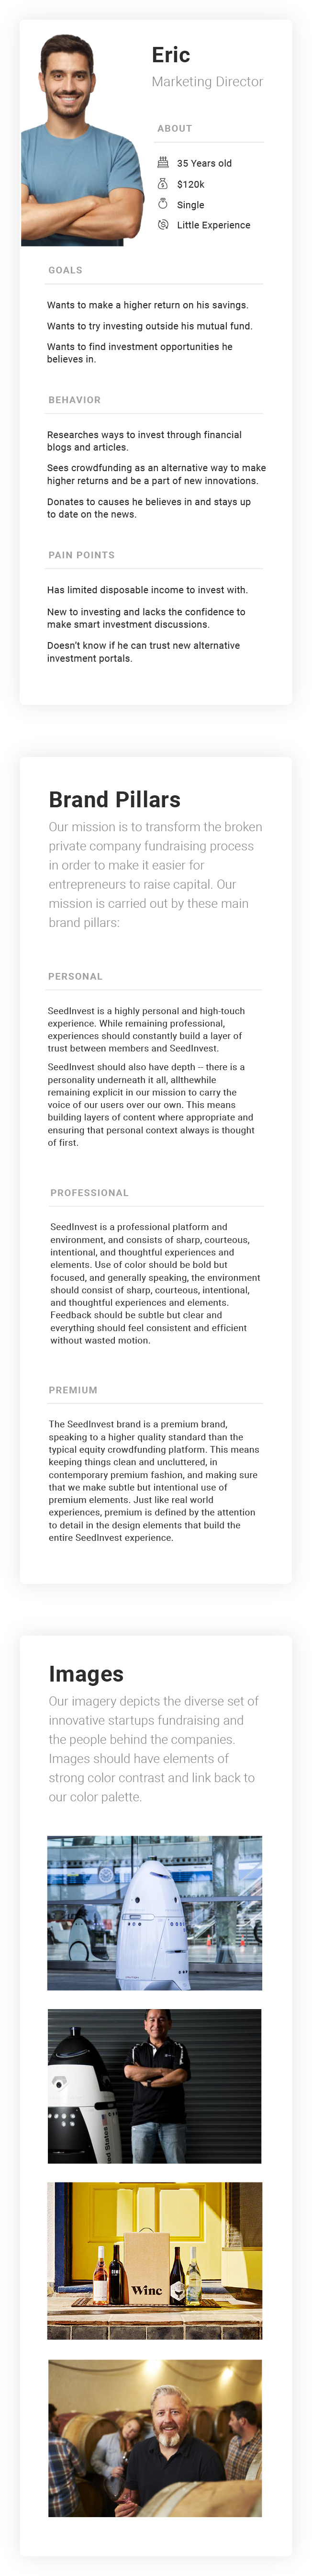 Eric
Marketing Director
ABOUT
35 Years old
$120k
Single
Little Experience
GOALS
Wants to make a higher return on his savings.
Wants to try investing outside his mutual fund.
Wants to find investment opportunities he
believes in.
BEHAVIOR
Researches ways to invest through financial
blogs and articles.
Sees crowdfunding as an alternative way to make
higher returns and be a part of new innovations.
Donates to causes he believes in and stays up
to date on the news.
PAIN POINTS
Has limited disposable income to invest with.
New to investing and lacks the confidence to
make smart investment discussions.
Doesn't know if he can trust new alternative
investment portals.
Brand Pillars
Our mission is to transform the broken
private company fundraising process
in order to make it easier for
entrepreneurs to raise capital. Our
mission is carried out by these main
brand pillars:
PERSONAL
SeedInvest is a highly personal and high-touch
experience. While remaining professional,
experiences should constantly build a layer of
trust between members and SeedInvest.
SeedInvest should also have depth -- there is a
personality underneath it all, allthewhile
remaining explicit in our mission to carry the
voice of our users over our own. This means
building layers of content where appropriate and
ensuring that personal context always is thought
of first.
PROFESSIONAL
SeedInvest is a professional platform and
environment, and consists of sharp, courteous,
intentional, and thoughtful experiences and
elements. Use of color should be bold but
focused, and generally speaking, the environment
should consist of sharp, courteous, intentional,
and thoughtful experiences and elements.
Feedback should be subtle but clear and
everything should feel consistent and efficient
without wasted motion.
PREMIUM
The SeedInvest brand is a premium brand,
speaking to a higher quality standard than the
typical equity crowdfunding platform. This means
keeping things clean and uncluttered, in
contemporary premium fashion, and making sure
that we make subtle but intentional use of
premium elements. Just like real world
experiences, premium is defined by the attention
to detail in the design elements that build the
entire SeedInvest experience.
Images
Our imagery depicts the diverse set of
innovative startups fundraising and
the people behind the companies.
Images should have elements of
strong color contrast and link back to
our color palette.
Winc